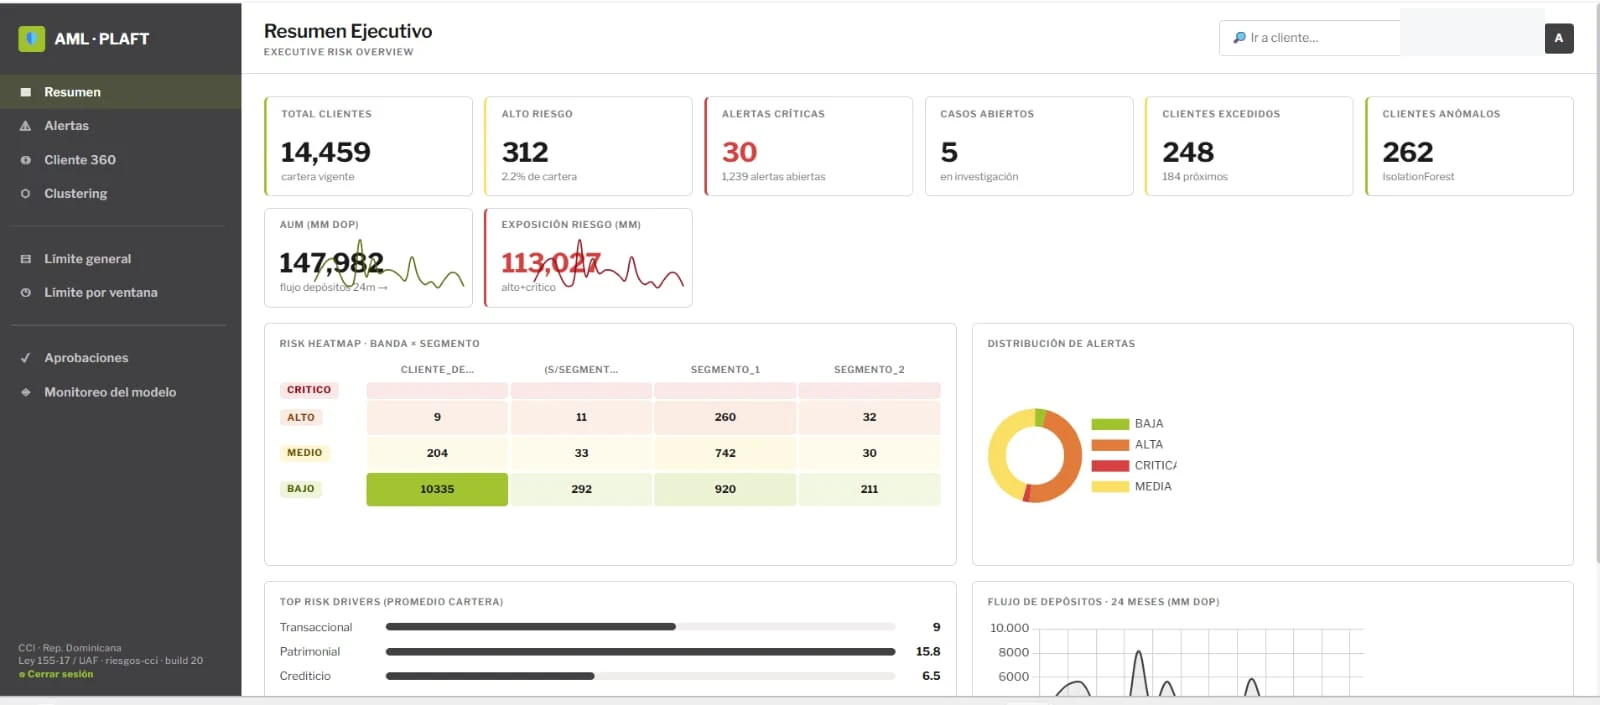 AML · PLAFT
Resumen
Alertas
Cliente 360
Clustering
Límite general
Límite por ventana
Aprobaciones
Monitoreo del modelo
CCI · Rep. Dominicana
Ley 155-17 / UAF · riesgos-cci · build 20
Cerrar sesión
Resumen Ejecutivo
EXECUTIVE RISK OVERVIEW
Ir a cliente...
A
TOTAL CLIENTES
14,459
cartera vigente
ALTO RIESGO
312
2.2% de cartera
ALERTAS CRÍTICAS
30
1,239 alertas abiertas
CASOS ABIERTOS
5
en investigación
CLIENTES EXCEDIDOS
248
184 próximos
CLIENTES ANÓMALOS
262
IsolationForest
AUM (MM DOP)
147,982
flujo depósitos 24m →
EXPOSICIÓN RIESGO (MM)
113,027
alto+crítico
RISK HEATMAP · BANDA × SEGMENTO
CLIENTE_DE... (S/SEGMENT... SEGMENTO_1 SEGMENTO_2
CRITICO
ALTO 9 11 260 32
MEDIO 204 33 742 30
BAJO 10335 292 920 211
DISTRIBUCIÓN DE ALERTAS
BAJA
ALTA
CRITICA
MEDIA
TOP RISK DRIVERS (PROMEDIO CARTERA)
Transaccional 9
Patrimonial 15.8
Crediticio 6.5
FLUJO DE DEPÓSITOS · 24 MESES (MM DOP)
10.000
8000
6000